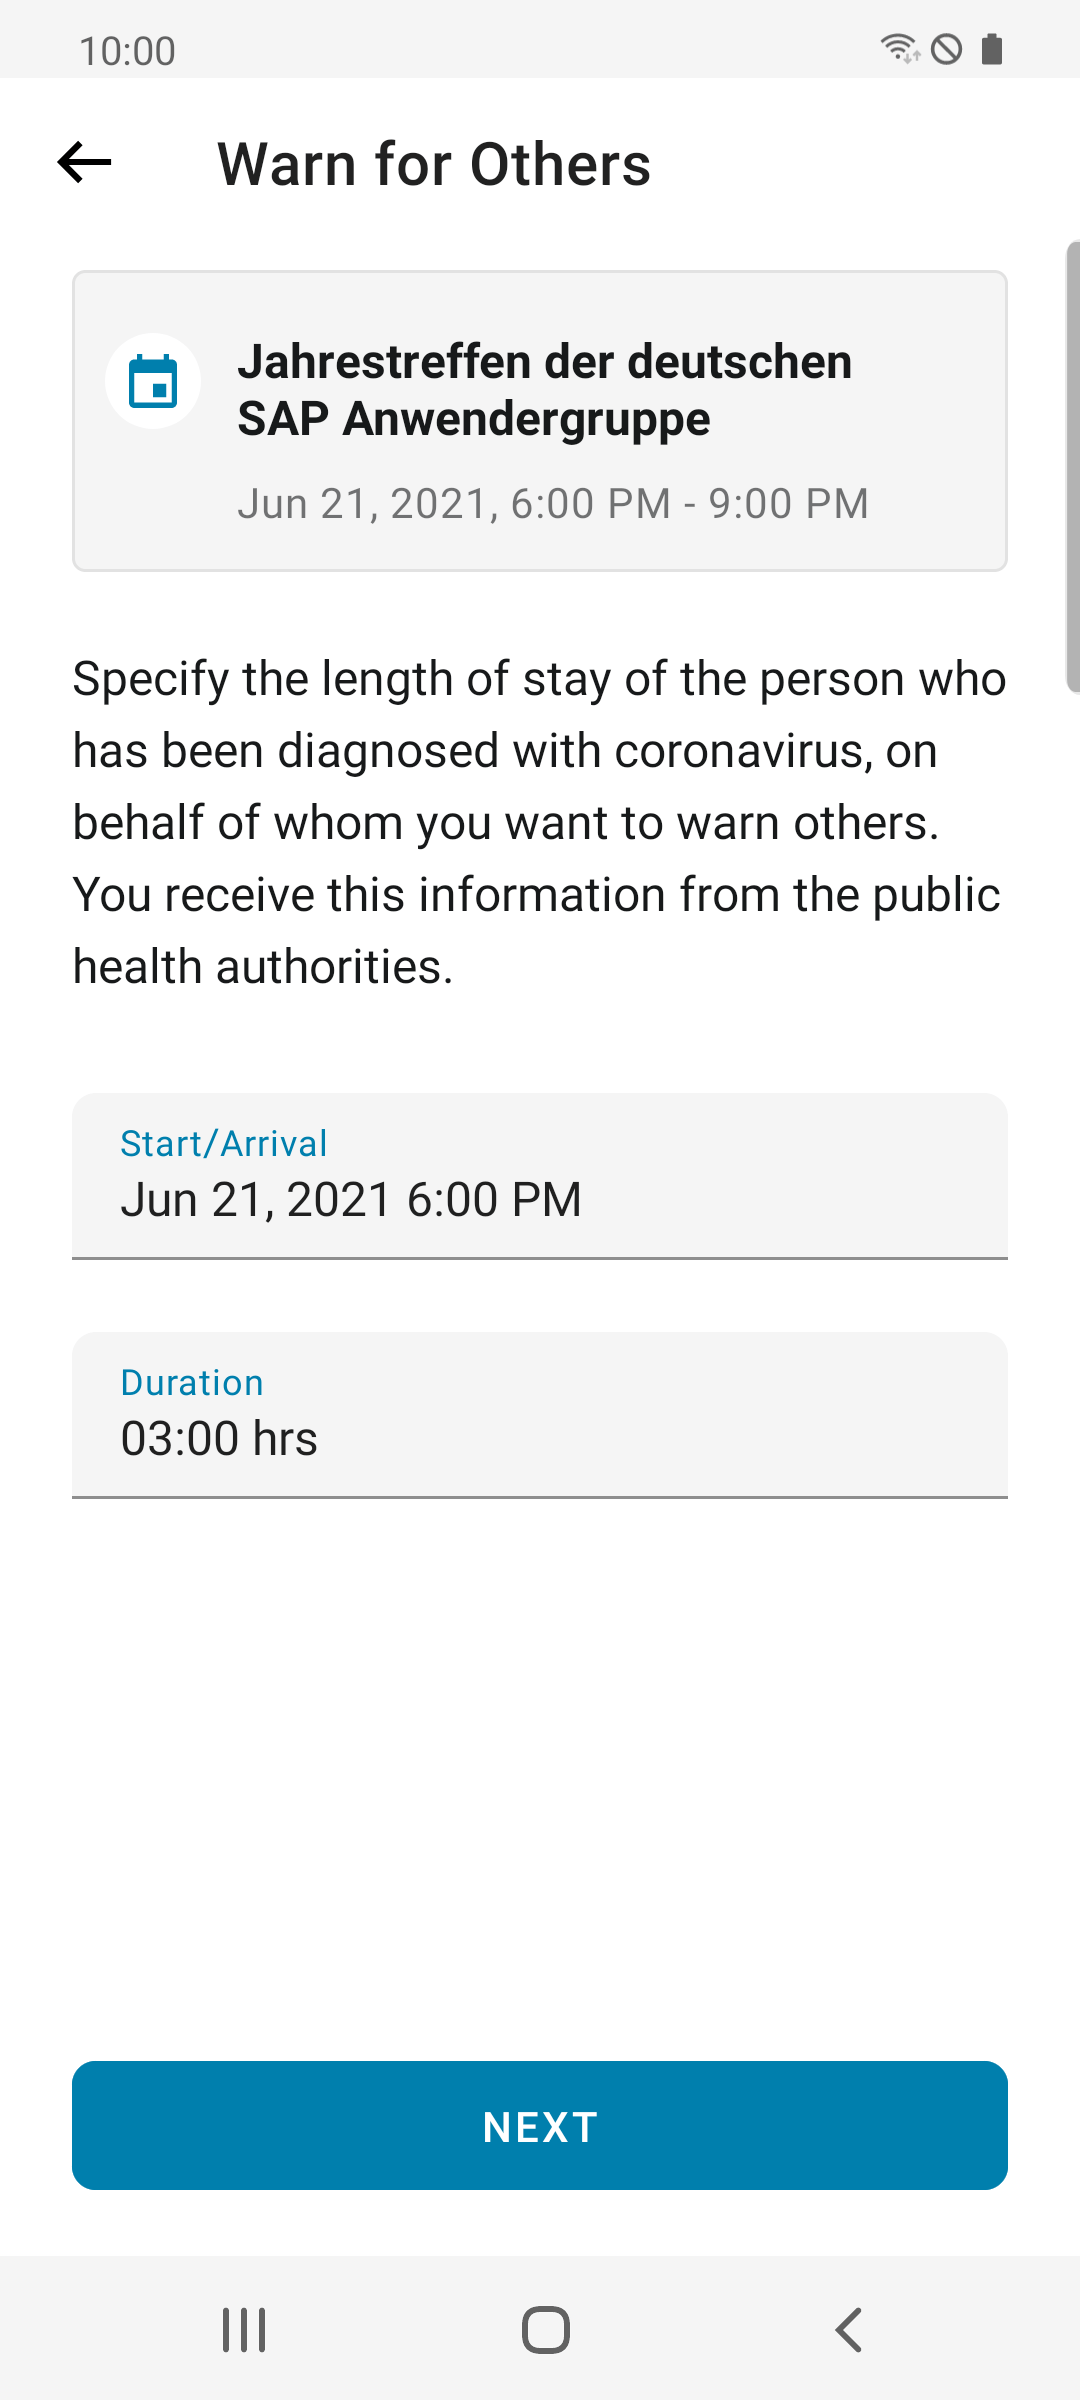 10:00
Warn for Others
Jahrestreffen der deutschen
SAP Anwendergruppe
Jun 21, 2021, 6:00 PM - 9:00 PM
Specify the length of stay of the person who
has been diagnosed with coronavirus, on
behalf of whom you want to warn others.
You receive this information from the public
health authorities.
Start/Arrival
Jun 21, 2021 6:00 PM
Duration
03:00 hrs
NEXT